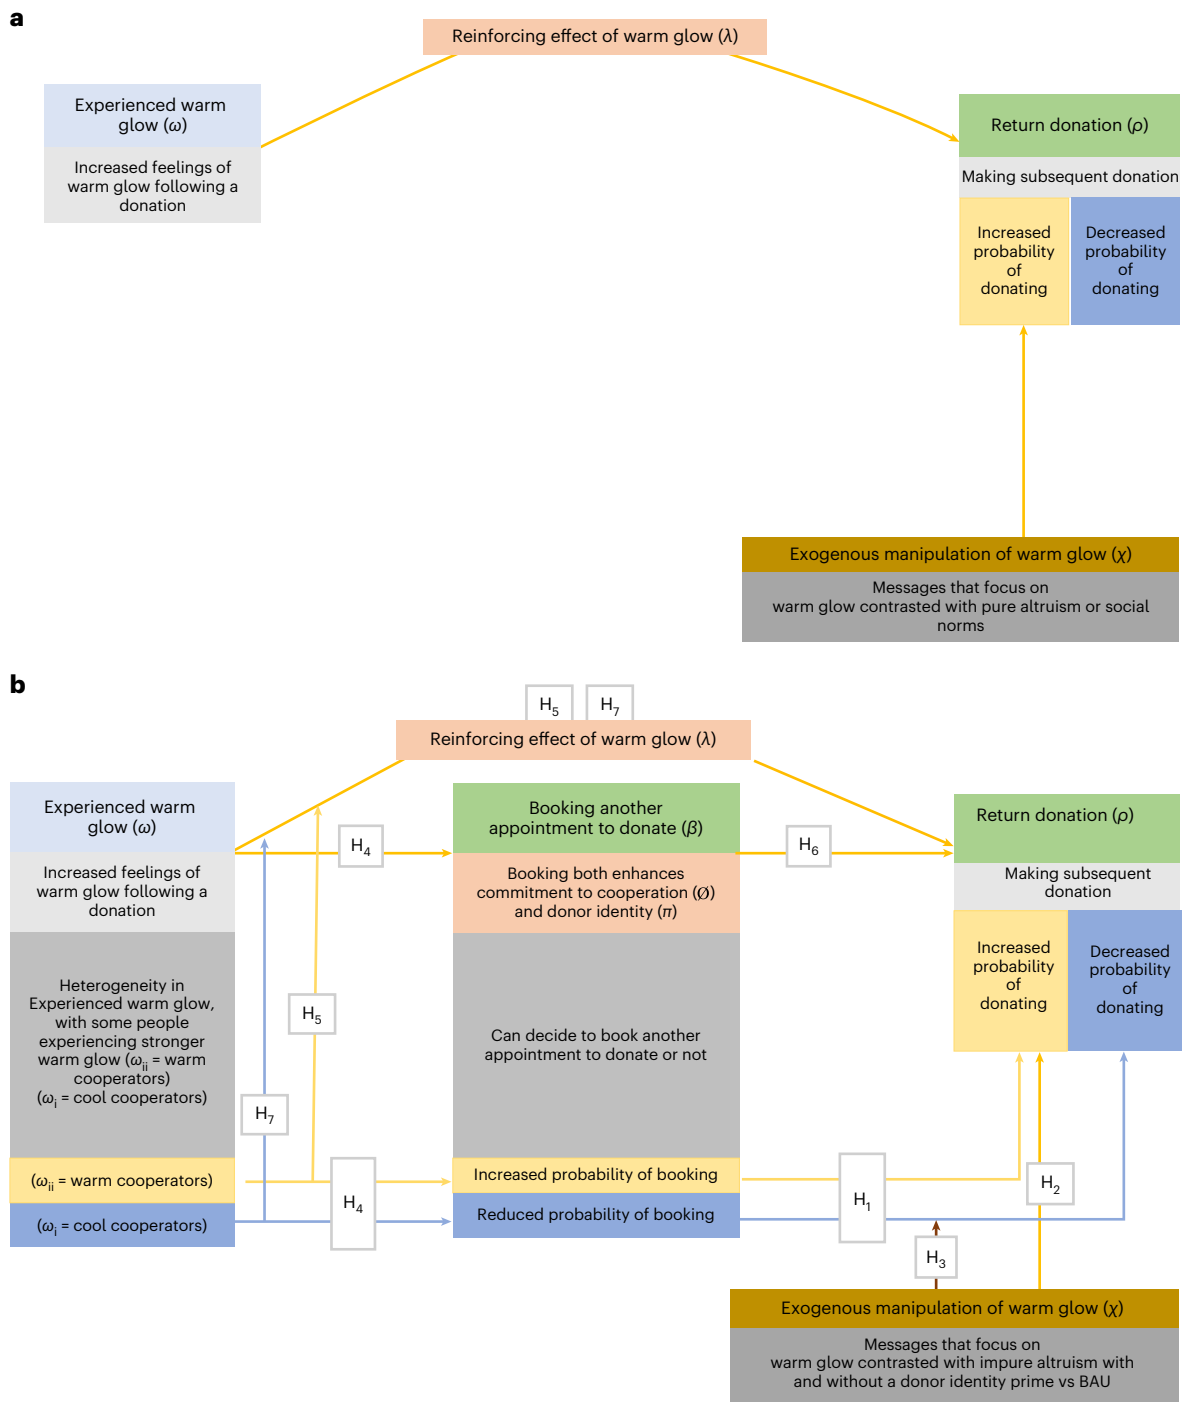 a
Reinforcing effect of warm glow (λ)
Experienced warm
glow (ω)
Increased feelings of
warm glow following a
donation
Return donation (ρ)
Making subsequent donation
Increased
probability
of
donating
Decreased
probability
of
donating
Exogenous manipulation of warm glow (χ)
Messages that focus on
warm glow contrasted with pure altruism or social
norms
b
H5
H7
Reinforcing effect of warm glow (λ)
Experienced warm
glow (ω)
Increased feelings of
warm glow following a
donation
Heterogeneity in
Experienced warm glow,
with some people
experiencing stronger
warm glow (ωii = warm
cooperators)
(ωi = cool cooperators)
(ωii = warm cooperators)
(ωi = cool cooperators)
H7
H5
H4
H4
Booking another
appointment to donate (β)
Booking both enhances
commitment to cooperation (Ø)
and donor identity (π)
Can decide to book another
appointment to donate or not
Increased probability of booking
Reduced probability of booking
H6
Return donation (ρ)
Making subsequent
donation
Increased
probability
of
donating
Decreased
probability
of
donating
H1
H2
H3
Exogenous manipulation of warm glow (χ)
Messages that focus on
warm glow contrasted with impure altruism with
and without a donor identity prime vs BAU